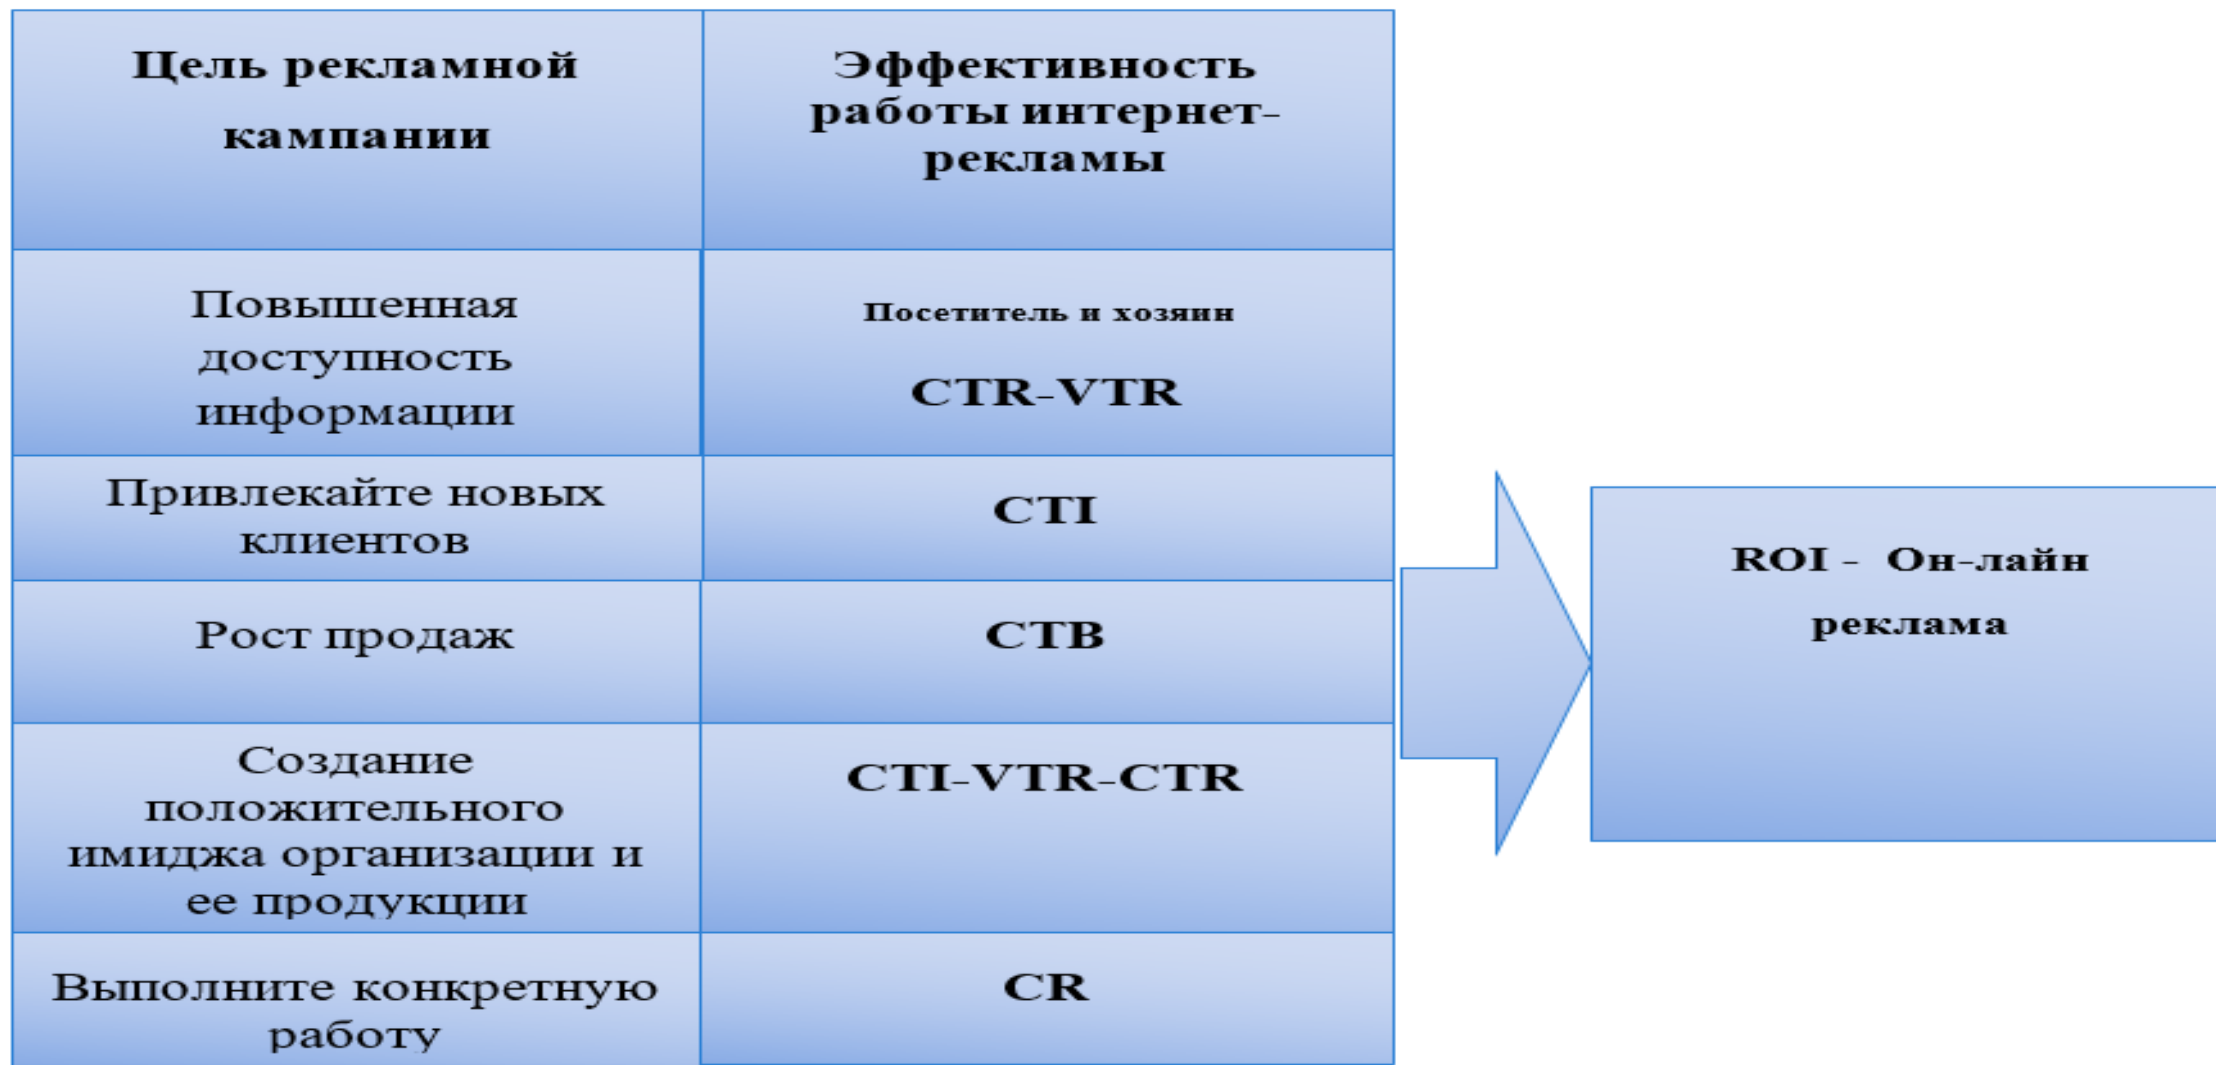 Цель рекламной
кампании
Эффективность
работы интернет-
рекламы
Повышенная
доступность
информации
Посетитель и хозяин
CTR-VTR
Привлекайте новых
клиентов
CTI
Рост продаж
CTB
Создание
положительного
имиджа организации и
ее продукции
CTI-VTR-CTR
Выполните конкретную
работу
CR
ROI - Он-лайн
реклама